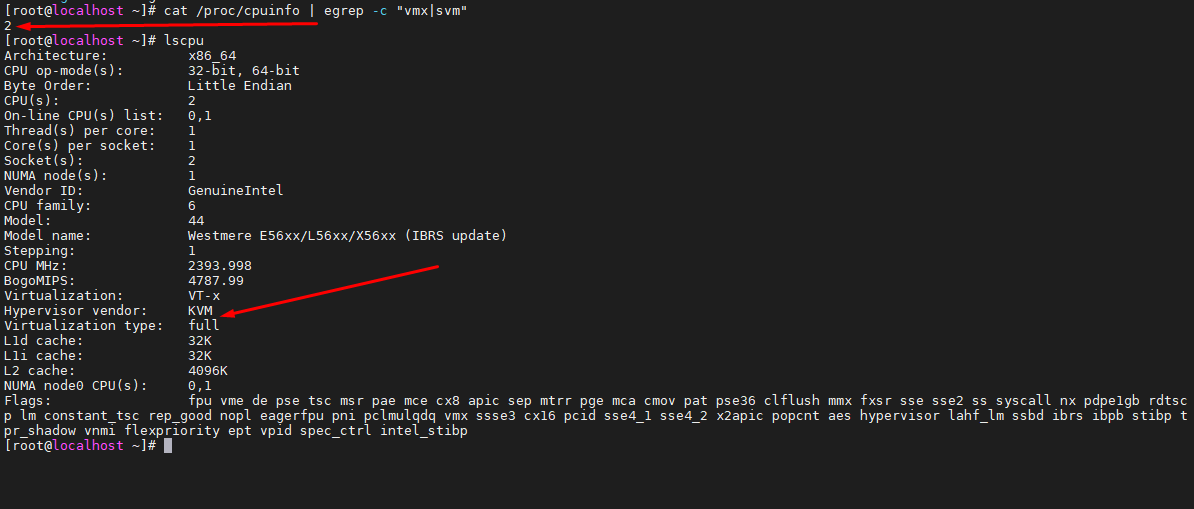 [root@localhost ~]# cat /proc/cpuinfo | egrep -c "vmx|svm"
2
[root@localhost ~]# lscpu
Architecture:          x86_64
CPU op-mode(s):        32-bit, 64-bit
Byte Order:            Little Endian
CPU(s):                2
On-line CPU(s) list:   0,1
Thread(s) per core:    1
Core(s) per socket:    1
Socket(s):             2
NUMA node(s):          1
Vendor ID:             GenuineIntel
CPU family:            6
Model:                 44
Model name:            Westmere E56xx/L56xx/X56xx (IBRS update)
Stepping:              1
CPU MHz:               2393.998
BogoMIPS:              4787.99
Virtualization:        VT-x
Hypervisor vendor:     KVM
Virtualization type:   full
L1d cache:             32K
L1i cache:             32K
L2 cache:              4096K
NUMA node0 CPU(s):     0,1
Flags:                 fpu vme de pse tsc msr pae mce cx8 apic sep mtrr pge mca cmov pat pse36 clflush mmx fxsr sse sse2 ss syscall nx pdpe1gb rdtsc
p lm constant_tsc rep_good nopl eagerfpu pni pclmulqdq vmx ssse3 cx16 pcid sse4_1 sse4_2 x2apic popcnt aes hypervisor lahf_lm ssbd ibrs ibpb stibp t
pr_shadow vnmi flexpriority ept vpid spec_ctrl intel_stibp
[root@localhost ~]#